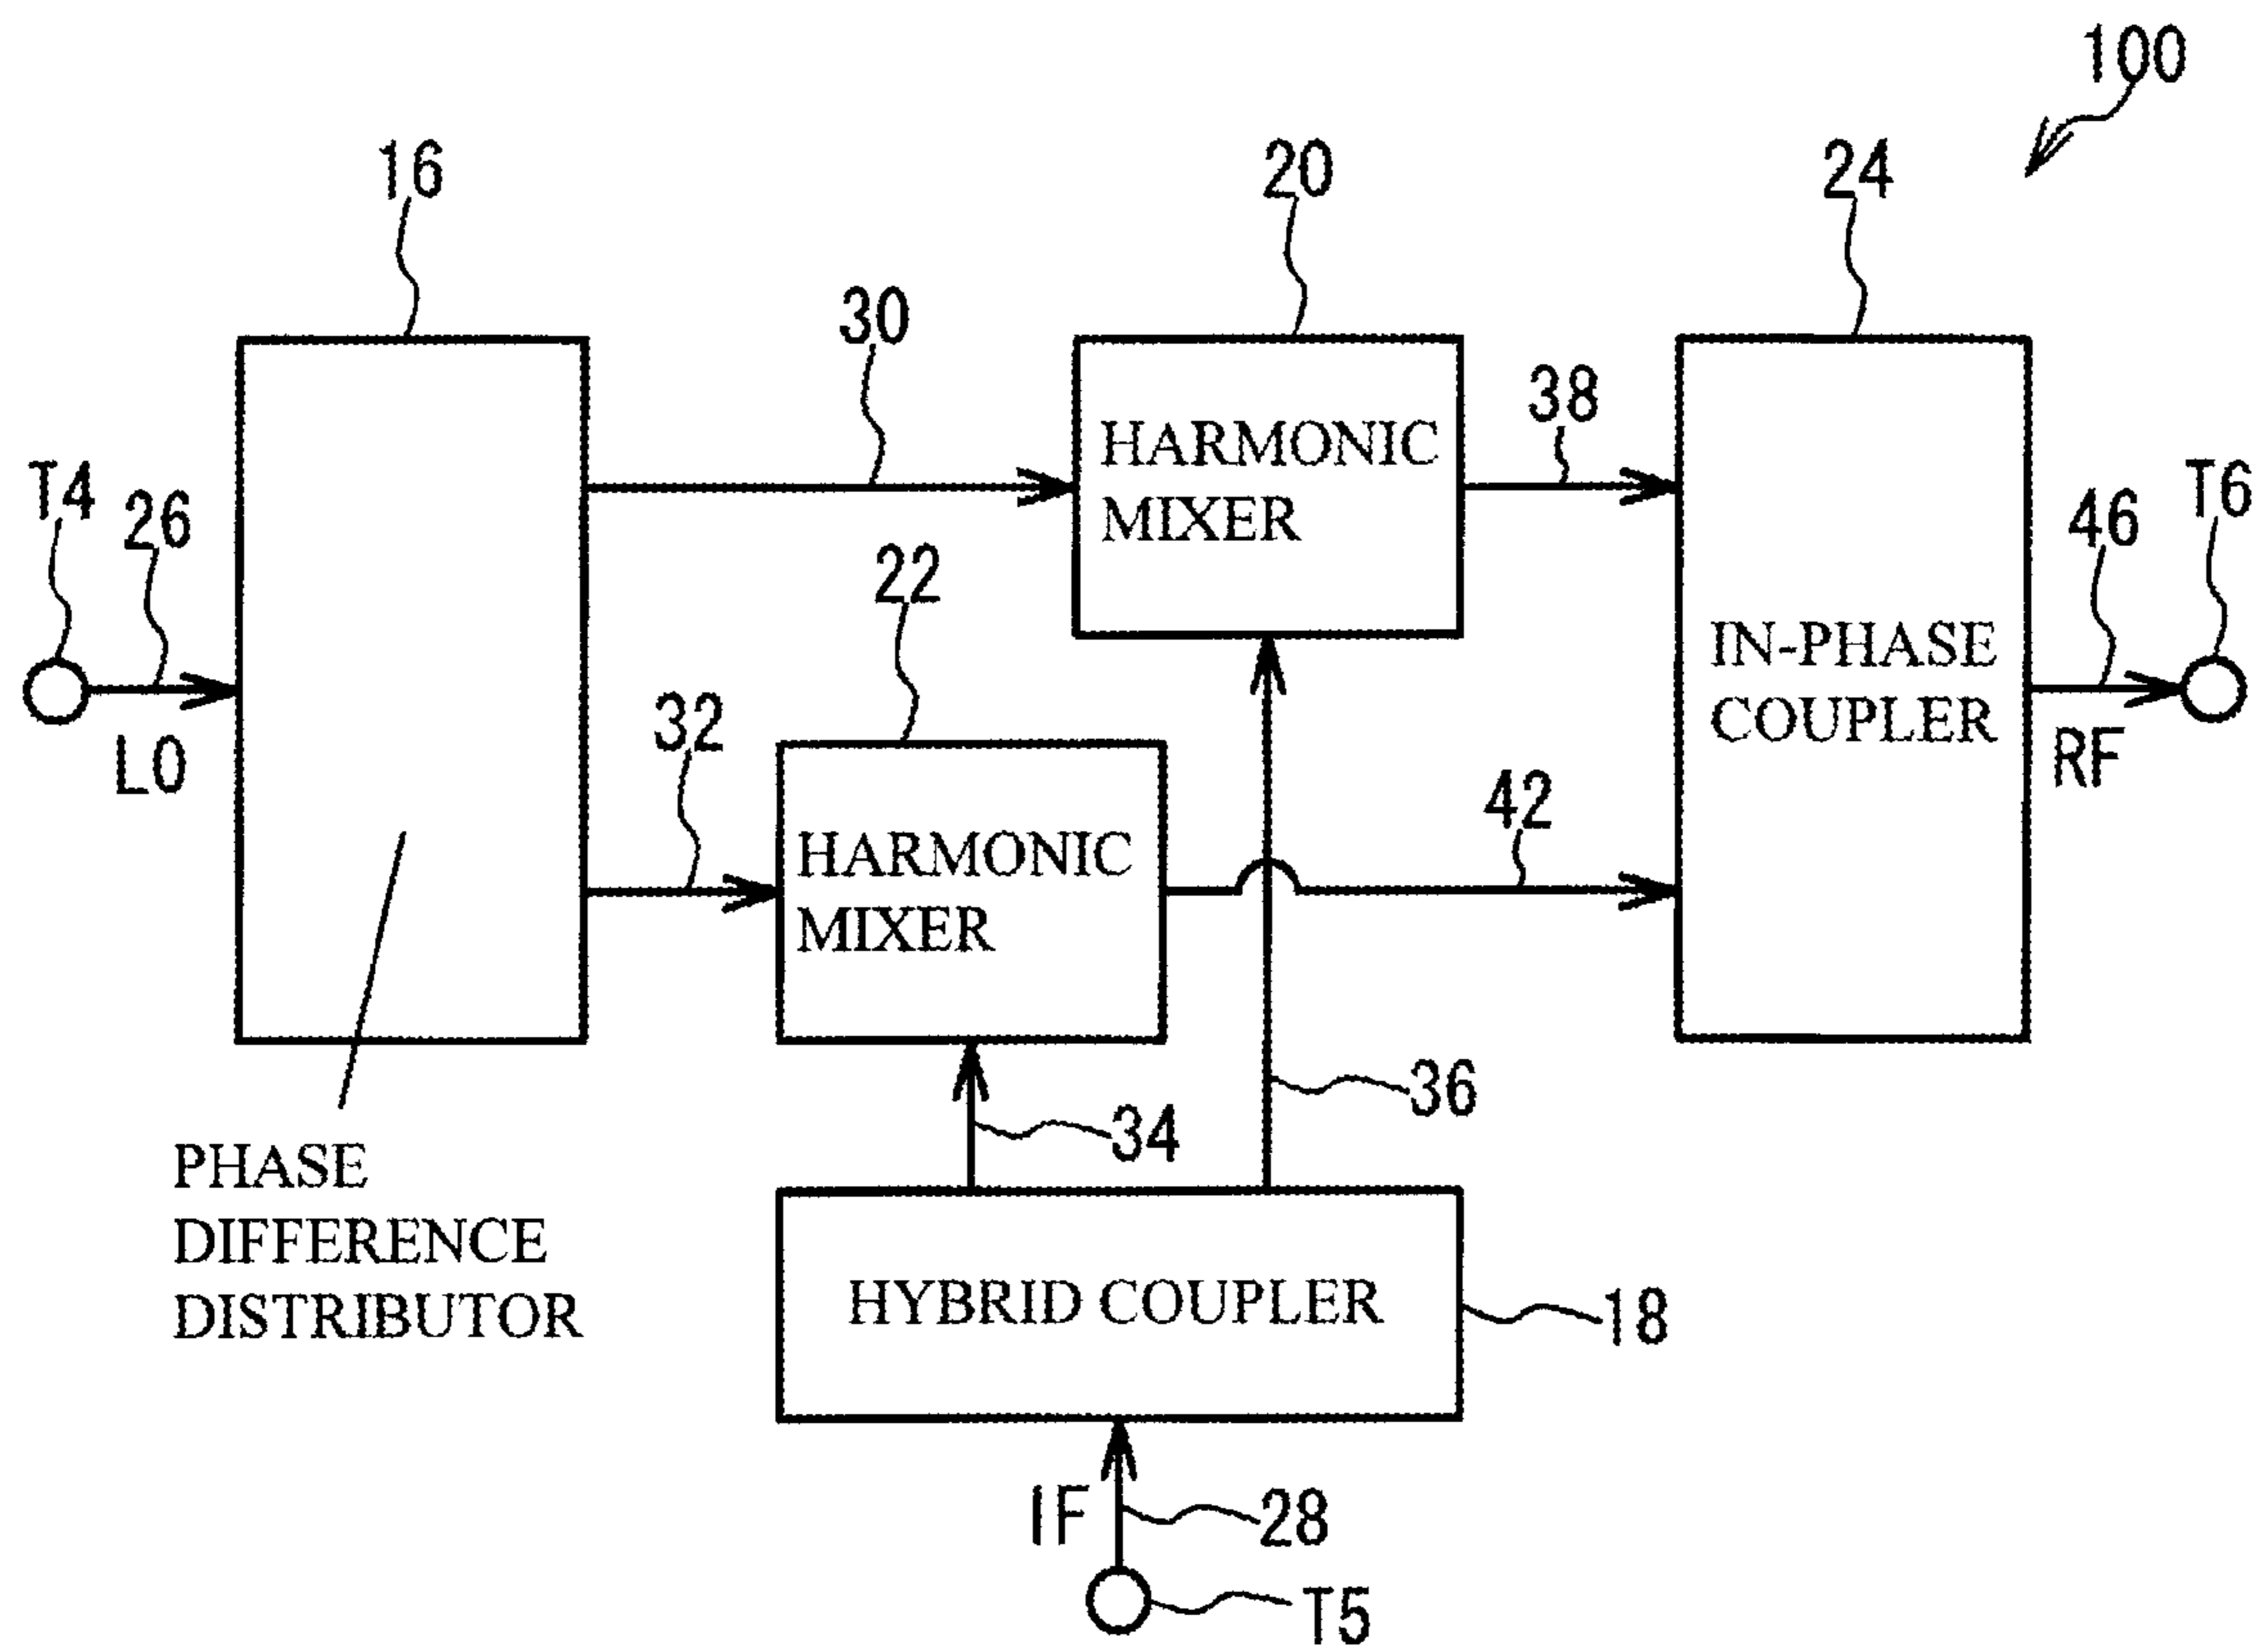 100
16
20
24
30
38
T4
26
HARMONIC
MIXER
46
T6
22
32
IN-PHASE
COUPLER
LO
RF
42
HARMONIC
MIXER
36
34
PHASE
DIFFERENCE
DISTRIBUTOR
HYBRID COUPLER
18
IF
28
T5